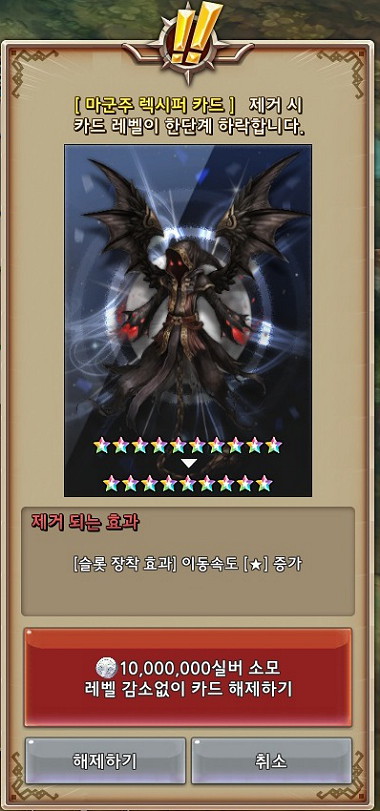 [ 마군주 렉시퍼 카드 ] 제거 시
카드 레벨이 한단계 하락합니다.
제거 되는 효과
[슬롯 장착 효과] 이동속도 [★] 증가
10,000,000실버 소모
레벨 감소없이 카드 해제하기
해제하기
취소